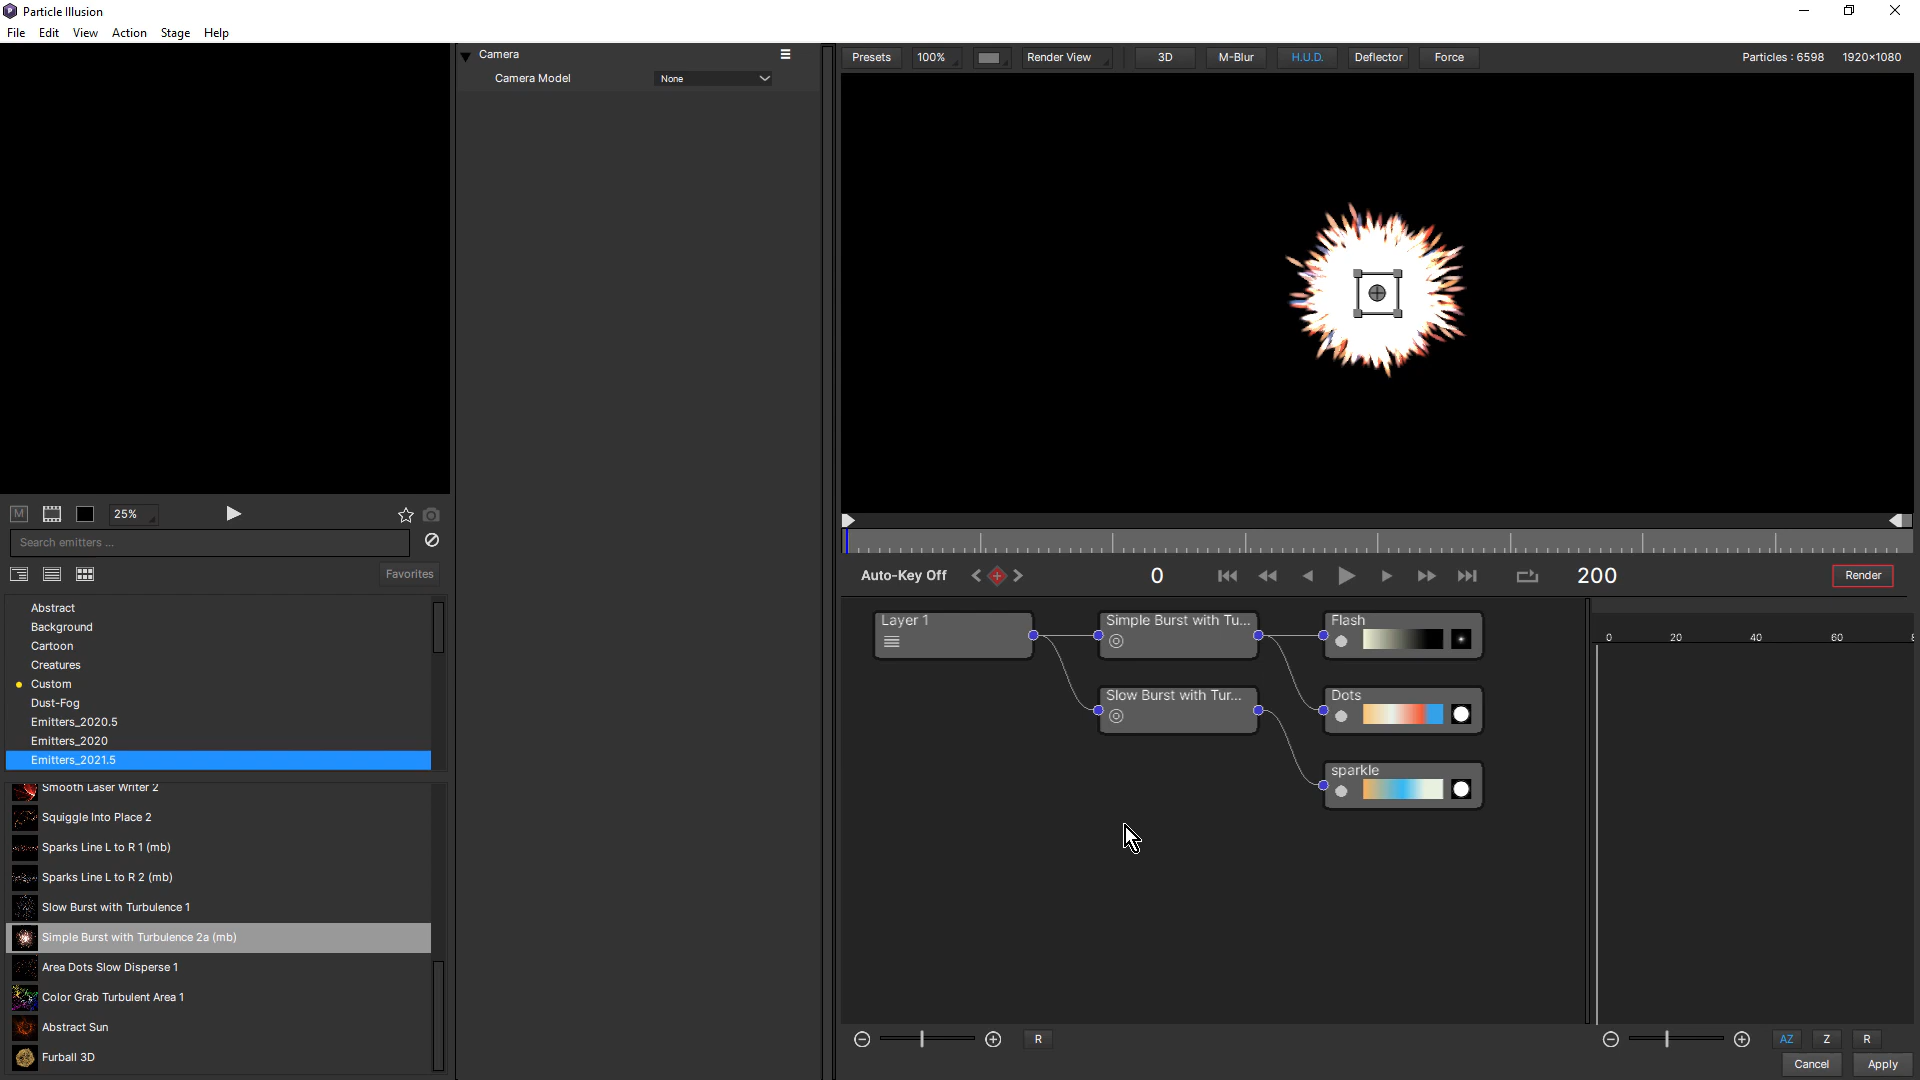 Particle Illusion
File Edit View Action Stage Help
Camera
Camera Model None
Presets 100% Render View 3D M-Blur H.U.D. Deflector Force Particles : 6598 1920×1080
M 25%
Search emitters ...
Favorites
Abstract
Background
Cartoon
Creatures
Custom
Dust-Fog
Emitters_2020.5
Emitters_2020
Emitters_2021.5
Smooth Laser Writer 2
Squiggle Into Place 2
Sparks Line L to R 1 (mb)
Sparks Line L to R 2 (mb)
Slow Burst with Turbulence 1
Simple Burst with Turbulence 2a (mb)
Area Dots Slow Disperse 1
Color Grab Turbulent Area 1
Abstract Sun
Furball 3D
Auto-Key Off 0 200 Render
Layer 1 Simple Burst with Tu... Flash
Slow Burst with Tur... Dots
sparkle
0 20 40 60
R
AZ Z R
Cancel Apply